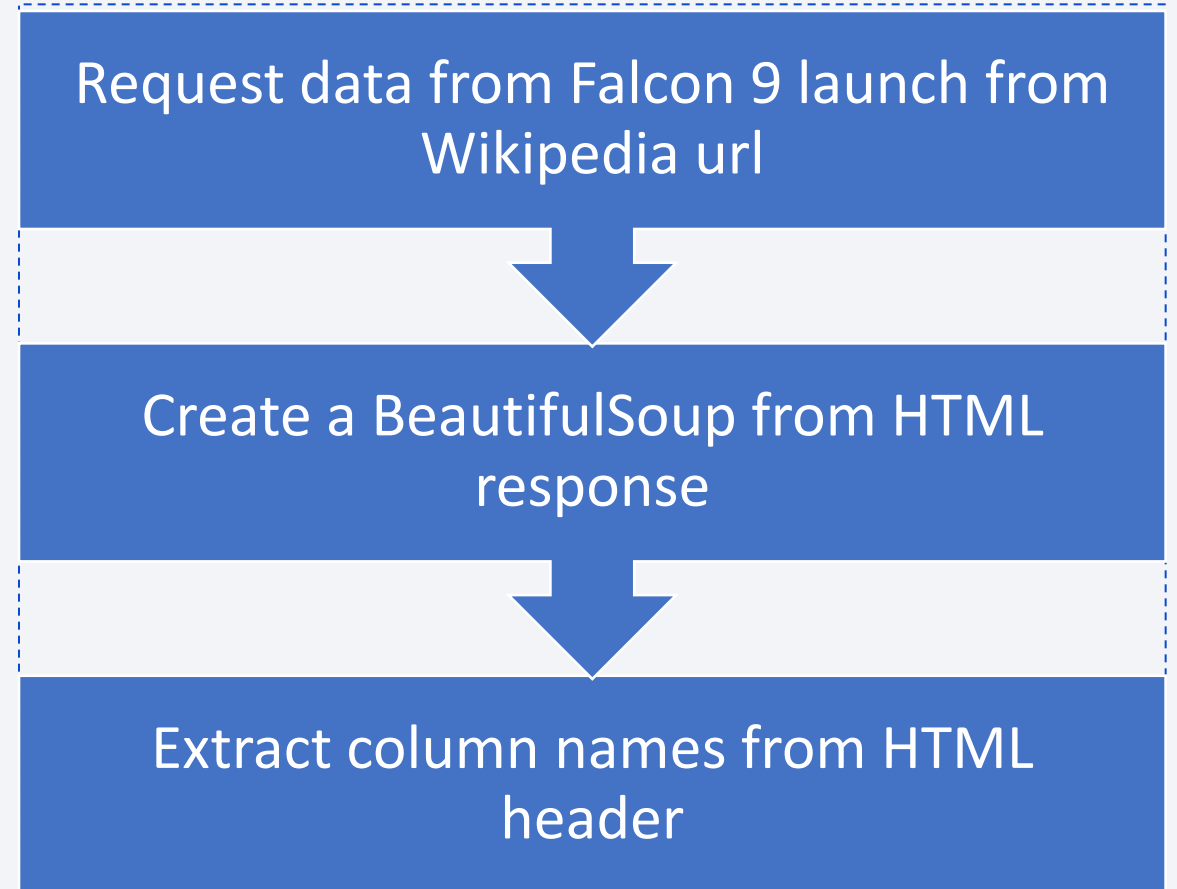 Request data from Falcon 9 launch from
Wikipedia url
Create a BeautifulSoup from HTML
response
Extract column names from HTML
header